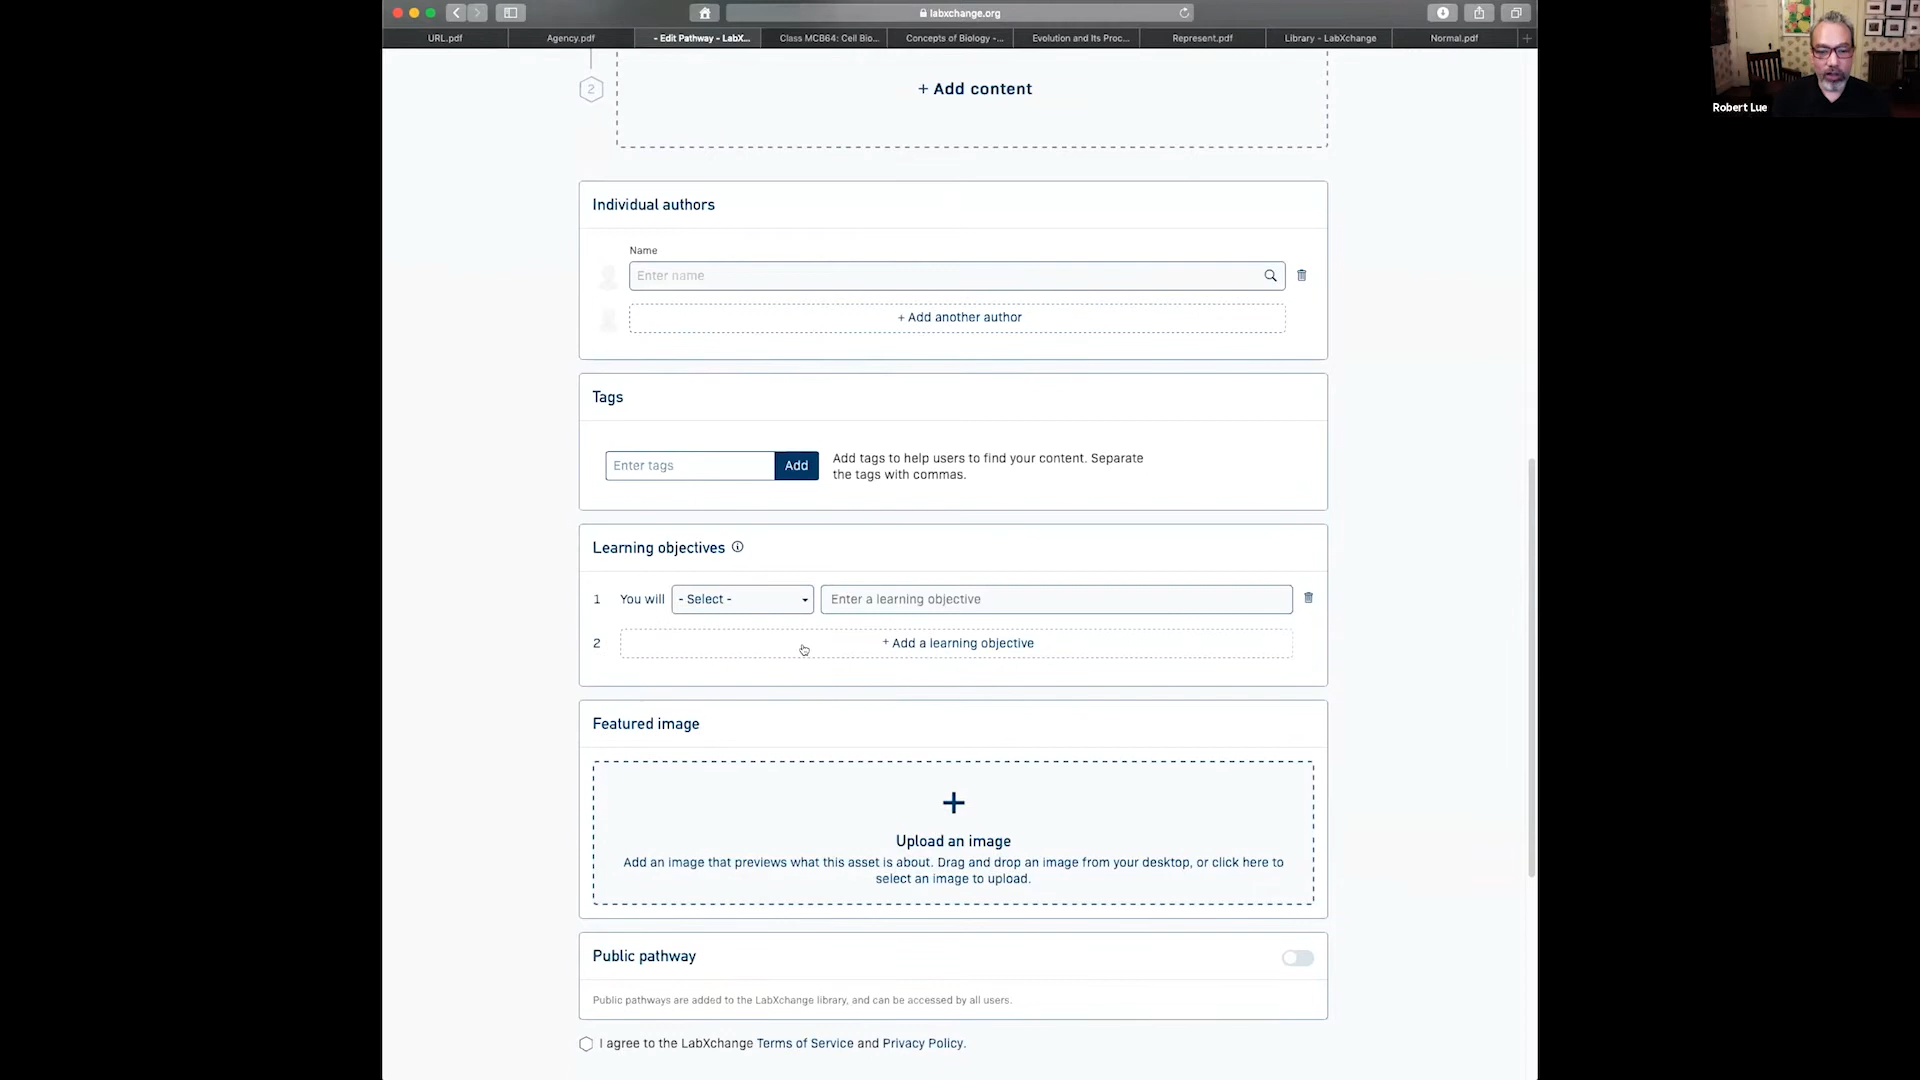 labxchange.org
URL.pdf
Agency.pdf
- Edit Pathway - LabX...
Class MCB64: Cell Bio...
Concepts of Biology -...
Evolution and Its Proc...
Represent.pdf
Library - LabXchange
Normal.pdf
Robert Lue
2
+ Add content
Individual authors
Name
Enter name
+ Add another author
Tags
Enter tags
Add
Add tags to help users to find your content. Separate
the tags with commas.
Learning objectives
1 You will - Select - Enter a learning objective
2 + Add a learning objective
Featured image
Upload an image
Add an image that previews what this asset is about. Drag and drop an image from your desktop, or click here to
select an image to upload.
Public pathway
Public pathways are added to the LabXchange library, and can be accessed by all users.
I agree to the LabXchange Terms of Service and Privacy Policy.